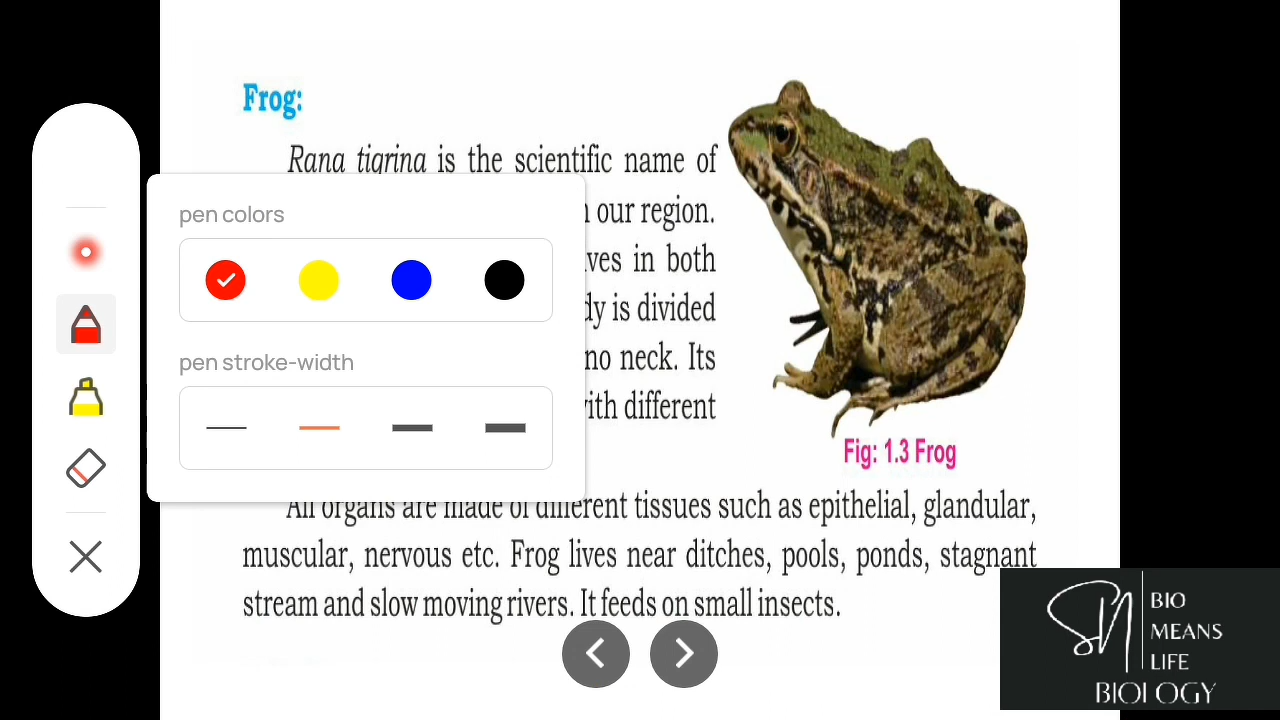 Frog:
Rana tigrina is the scientific name of
pen colors
our region.
in both
is divided
pen stroke-width
no neck. Its
different
Fig: 1.3 Frog
All organs are made of different tissues such as epithelial, glandular,
muscular, nervous etc. Frog lives near ditches, pools, ponds, stagnant
stream and slow moving rivers. It feeds on small insects.
SN
BIO
MEANS
LIFE
BIOLOGY